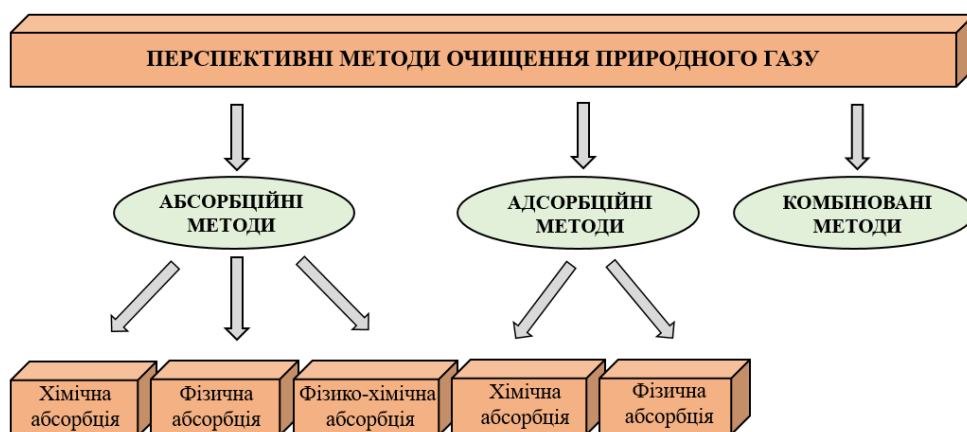 ПЕРСПЕКТИВНІ МЕТОДИ ОЧИЩЕННЯ ПРИРОДНОГО ГАЗУ
АБСОРБЦІЙНІ
МЕТОДИ
АДСОРБЦІЙНІ
МЕТОДИ
КОМБІНОВАНІ
МЕТОДИ
Хімічна
абсорбція
Фізична
абсорбція
Фізико-хімічна
абсорбція
Хімічна
абсорбція
Фізична
абсорбція